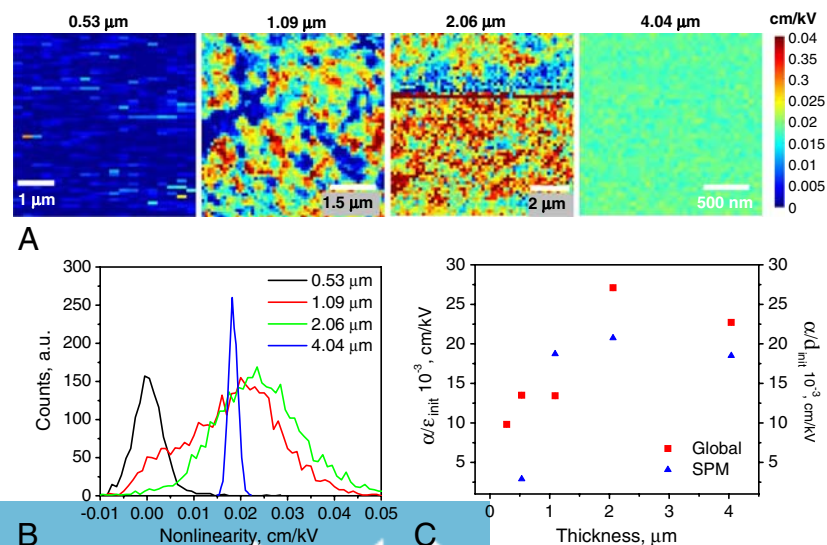 0.53 µm 1.09 µm 2.06 µm 4.04 µm cm/kV
0.04
0.035
0.03
0.025
0.02
0.015
0.01
0.005
0
1 µm 1.5 µm 2 µm 500 nm
A
300
250
200
150
100
50
0
Counts, a.u.
0.53 µm
1.09 µm
2.06 µm
4.04 µm
-0.01 0.00 0.01 0.02 0.03 0.04 0.05
B Nonlinearity, cm/kV
30
25
20
15
10
5
α/ε_init 10⁻³, cm/kV
Global
SPM
30
25
20
15
10
5
α/d_init 10⁻³, cm/kV
0 1 2 3 4
C Thickness, µm